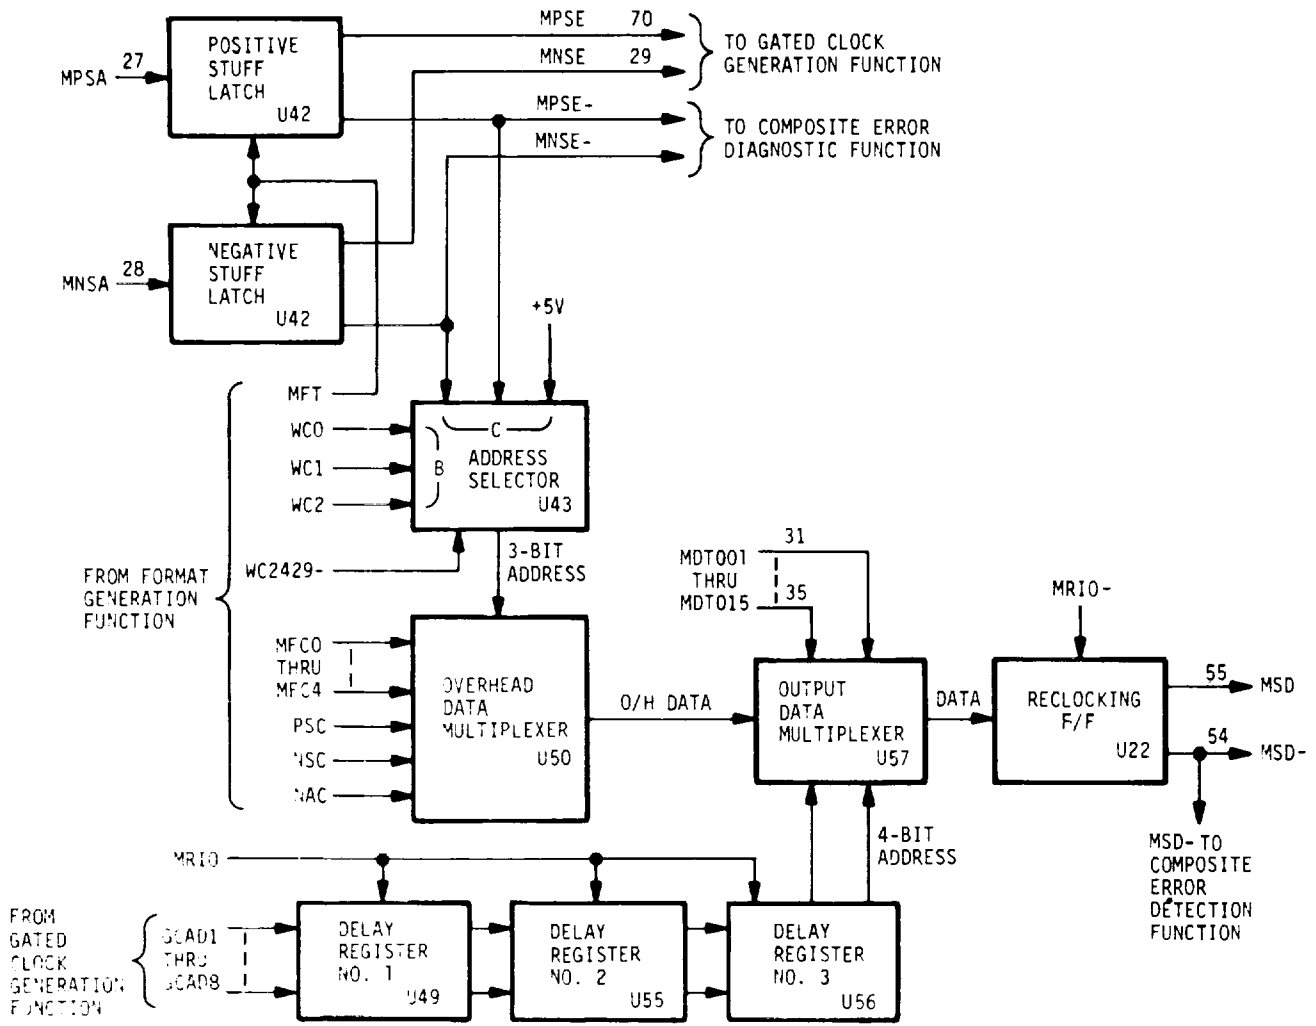 MPSA
27
POSITIVE
STUFF
LATCH
U42
MPSE 70
MNSE 29
TO GATED CLOCK
GENERATION FUNCTION
MPSE-
MNSE-
TO COMPOSITE ERROR
DIAGNOSTIC FUNCTION
MNSA
28
NEGATIVE
STUFF
LATCH
U42
+5V
FROM FORMAT
GENERATION
FUNCTION
MFT
WC0
WC1
WC2
WC2429-
C
B
ADDRESS
SELECTOR
U43
3-BIT
ADDRESS
MFC0
THRU
MFC4
PSC
NSC
NAC
OVERHEAD
DATA
MULTIPLEXER
U50
O/H DATA
MDT001
THRU
MDT015
31
35
OUTPUT
DATA
MULTIPLEXER
U57
DATA
MRIO-
RECLOCKING
F/F
U22
55
MSD
54
MSD-
MSD- TO
COMPOSITE
ERROR
DETECTION
FUNCTION
4-BIT
ADDRESS
MRIO
FROM
GATED
CLOCK
GENERATION
FUNCTION
GCAD1
THRU
GCAD8
DELAY
REGISTER
NO. 1
U49
DELAY
REGISTER
NO. 2
U55
DELAY
REGISTER
NO. 3
U56